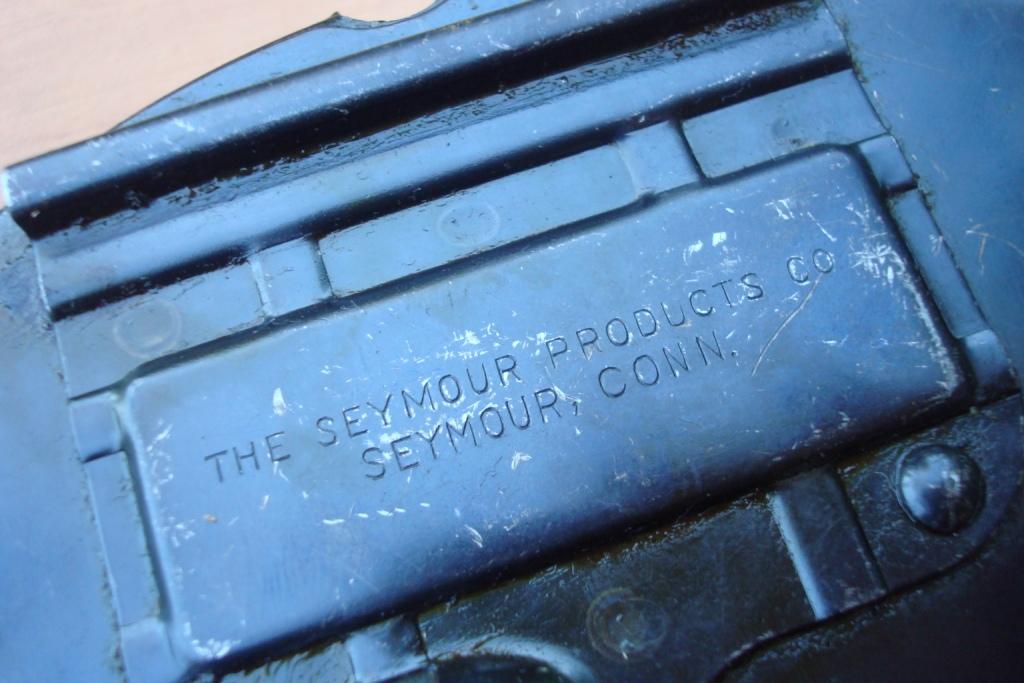 THE SEYMOUR PRODUCTS CO
SEYMOUR, CONN.